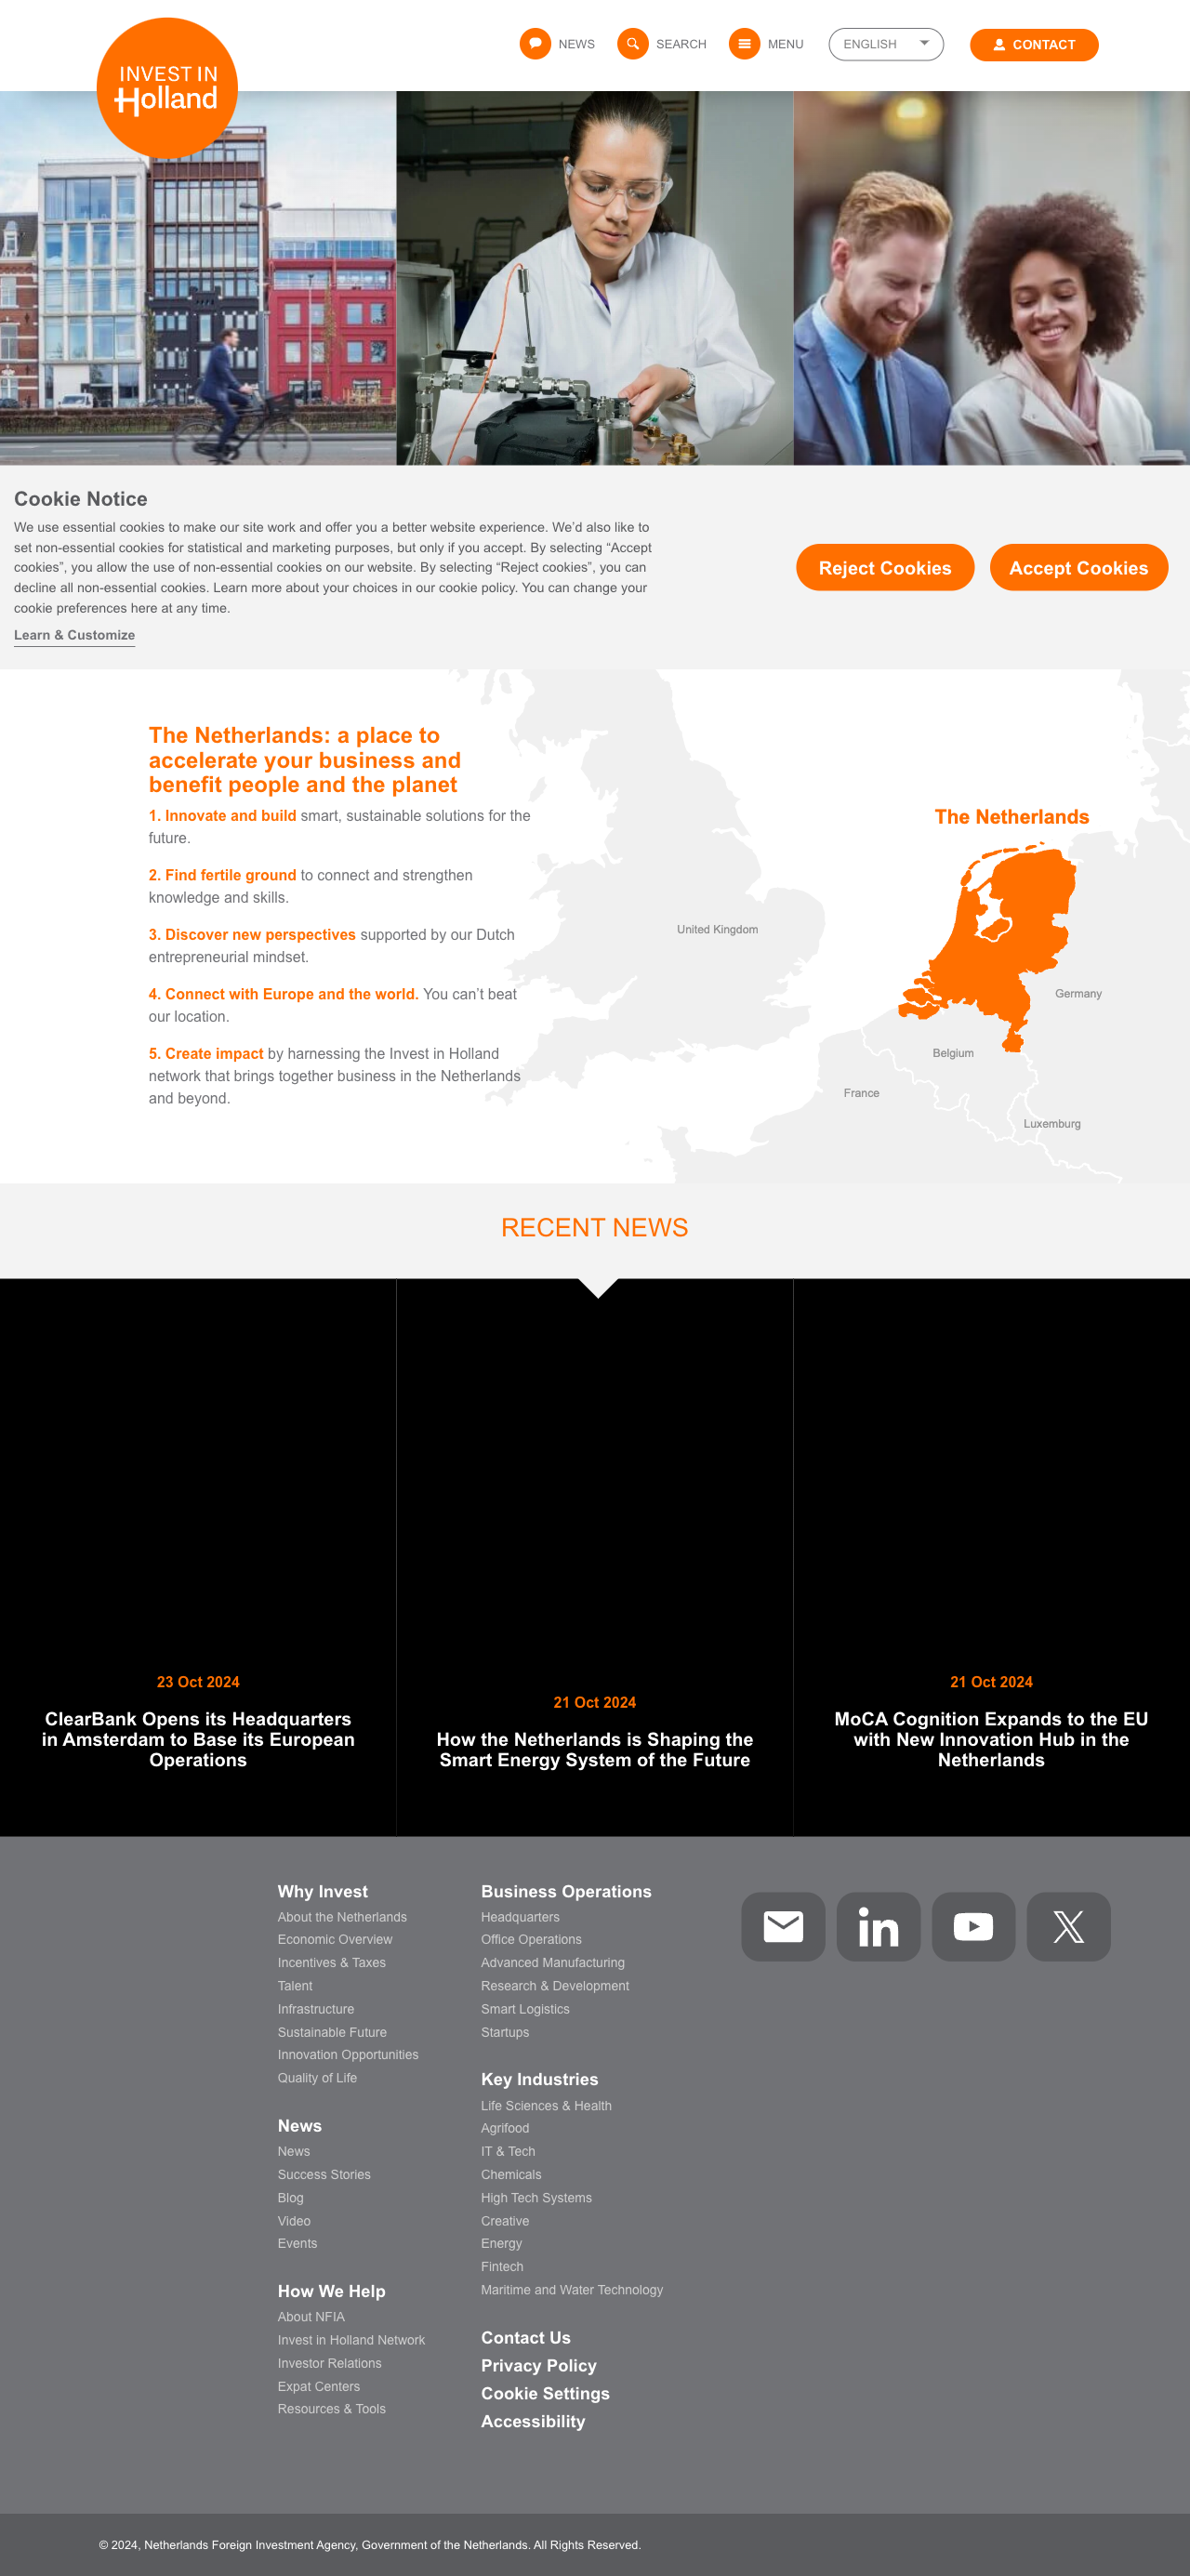 INVEST IN
Holland
NEWS
SEARCH
MENU
ENGLISH
CONTACT
Cookie Notice
We use essential cookies to make our site work and offer you a better website experience. We’d also like to
set non-essential cookies for statistical and marketing purposes, but only if you accept. By selecting “Accept
cookies”, you allow the use of non-essential cookies on our website. By selecting “Reject cookies”, you can
decline all non-essential cookies. Learn more about your choices in our cookie policy. You can change your
cookie preferences here at any time.
Learn & Customize
Reject Cookies
Accept Cookies
The Netherlands: a place to
accelerate your business and
benefit people and the planet
1. Innovate and build smart, sustainable solutions for the
future.
2. Find fertile ground to connect and strengthen
knowledge and skills.
3. Discover new perspectives supported by our Dutch
entrepreneurial mindset.
4. Connect with Europe and the world. You can’t beat
our location.
5. Create impact by harnessing the Invest in Holland
network that brings together business in the Netherlands
and beyond.
The Netherlands
United Kingdom
Germany
Belgium
France
Luxemburg
RECENT NEWS
23 Oct 2024
ClearBank Opens its Headquarters
in Amsterdam to Base its European
Operations
21 Oct 2024
How the Netherlands is Shaping the
Smart Energy System of the Future
21 Oct 2024
MoCA Cognition Expands to the EU
with New Innovation Hub in the
Netherlands
Why Invest
About the Netherlands
Economic Overview
Incentives & Taxes
Talent
Infrastructure
Sustainable Future
Innovation Opportunities
Quality of Life
News
News
Success Stories
Blog
Video
Events
How We Help
About NFIA
Invest in Holland Network
Investor Relations
Expat Centers
Resources & Tools
Business Operations
Headquarters
Office Operations
Advanced Manufacturing
Research & Development
Smart Logistics
Startups
Key Industries
Life Sciences & Health
Agrifood
IT & Tech
Chemicals
High Tech Systems
Creative
Energy
Fintech
Maritime and Water Technology
Contact Us
Privacy Policy
Cookie Settings
Accessibility
in
© 2024, Netherlands Foreign Investment Agency, Government of the Netherlands. All Rights Reserved.